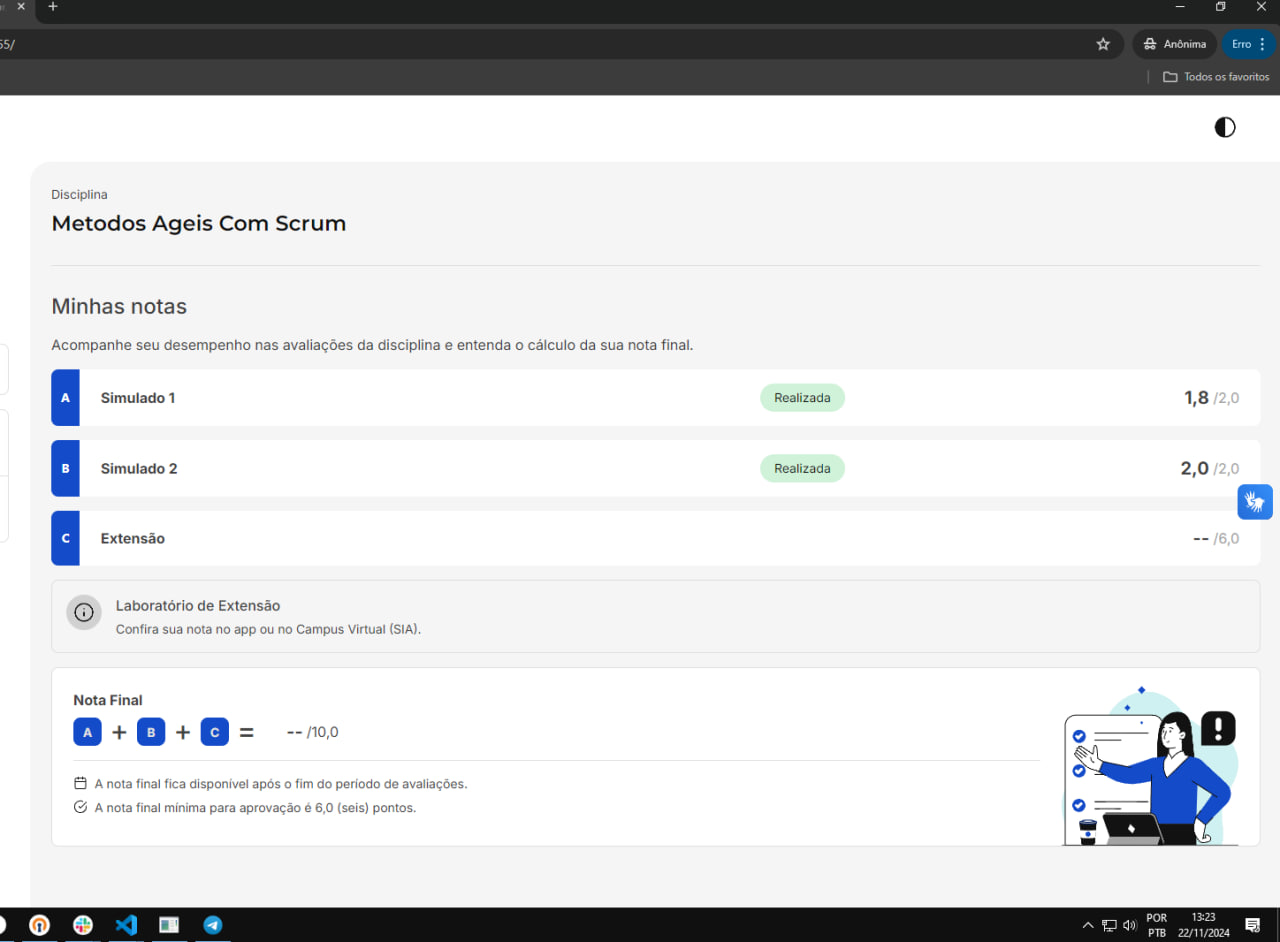 55/
Anônima
Erro
Todos os favoritos
Disciplina
Metodos Ageis Com Scrum
Minhas notas
Acompanhe seu desempenho nas avaliações da disciplina e entenda o cálculo da sua nota final.
A Simulado 1 Realizada 1,8 /2,0
B Simulado 2 Realizada 2,0 /2,0
C Extensão -- /6,0
Laboratório de Extensão
Confira sua nota no app ou no Campus Virtual (SIA).
Nota Final
A + B + C = -- /10,0
A nota final fica disponível após o fim do período de avaliações.
A nota final mínima para aprovação é 6,0 (seis) pontos.
POR 13:23
PTB 22/11/2024